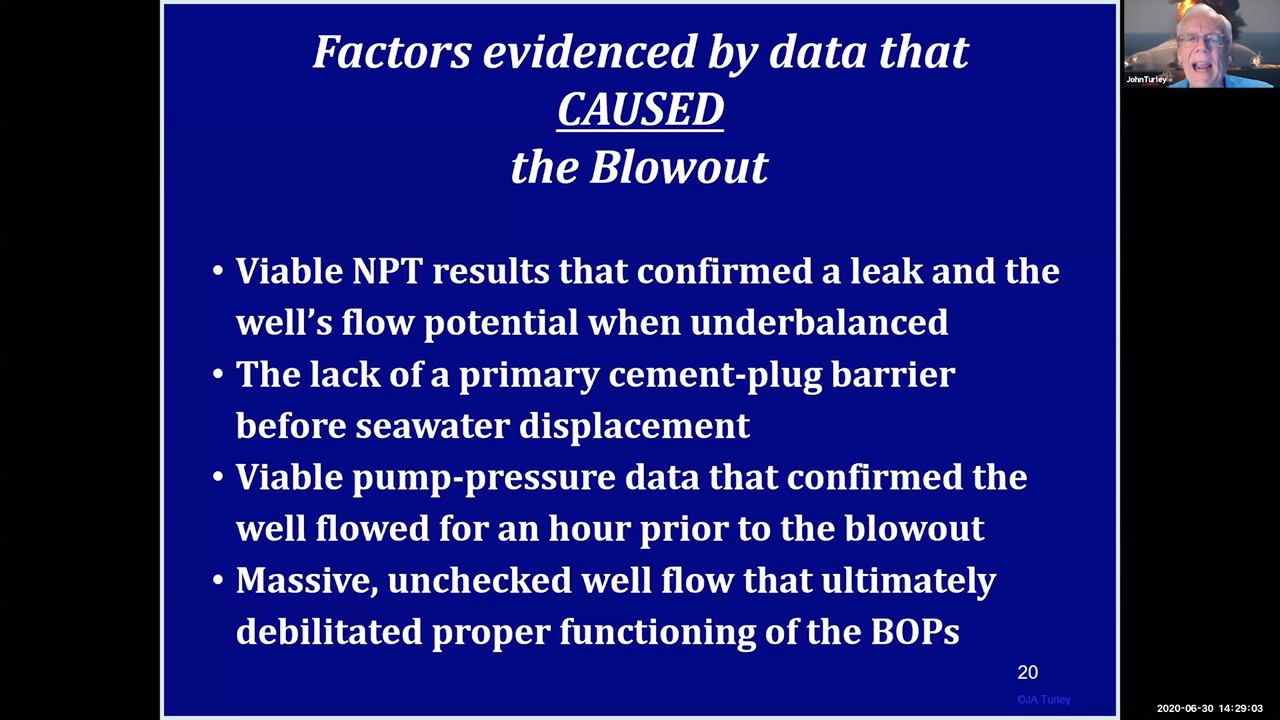 Factors evidenced by data that
CAUSED
the Blowout
• Viable NPT results that confirmed a leak and the
well’s flow potential when underbalanced
• The lack of a primary cement-plug barrier
before seawater displacement
• Viable pump-pressure data that confirmed the
well flowed for an hour prior to the blowout
• Massive, unchecked well flow that ultimately
debilitated proper functioning of the BOPs
20
©JA Turley
JohnTurley
2020-06-30 14:29:03